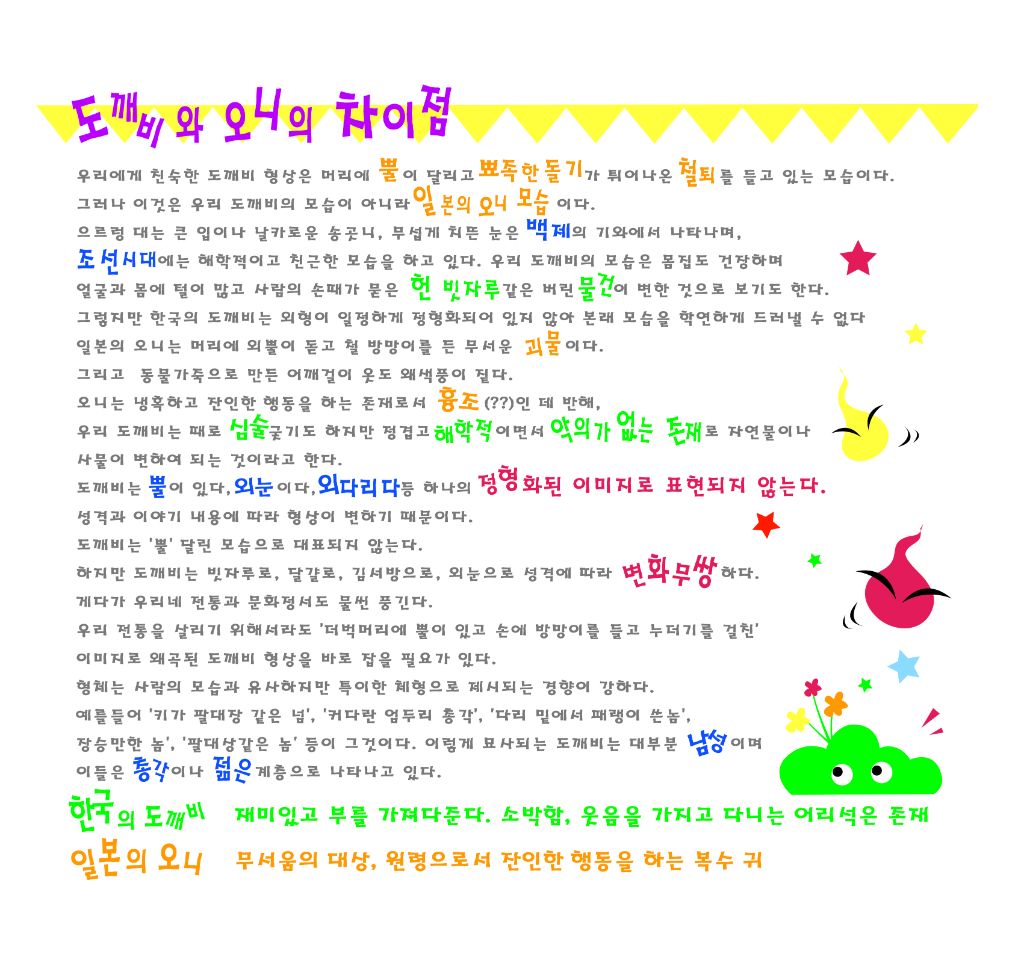 도깨비와 오니의 차이점
우리에게 친숙한 도깨비 형상은 머리에 뿔이 달리고 뾰족한 돌기가 튀어나온 철퇴를 들고 있는 모습이다.
그러나 이것은 우리 도깨비의 모습이 아니라 일본의 오니 모습 이다.
으르렁 대는 큰 입이나 날카로운 송곳니, 무섭게 치뜬 눈은 백제의 기와에서 나타나며,
조선시대에는 해학적이고 친근한 모습을 하고 있다. 우리 도깨비의 모습은 몸집도 건장하며
얼굴과 몸에 털이 많고 사람의 손때가 묻은 헌 빗자루같은 버린물건이 변한 것으로 보기도 한다.
그렇지만 한국의 도깨비는 외형이 일정하게 정형화되어 있지 않아 본래 모습을 확연하게 드러낼 수 없다
일본의 오니는 머리에 외뿔이 돋고 철 방망이를 든 무서운 괴물이다.
그리고 동물가죽으로 만든 어깨걸이 옷도 왜색풍이 짙다.
오니는 냉혹하고 잔인한 행동을 하는 존재로서 흉조(??)인 데 반해,
우리 도깨비는 때로 심술궂기도 하지만 정겹고해학적이면서 악의가 없는 존재로 자연물이나
사물이 변하여 되는 것이라고 한다.
도깨비는 뿔이 있다,외눈이다,외다리다등 하나의 정형화된 이미지로 표현되지 않는다.
성격과 이야기 내용에 따라 형상이 변하기 때문이다.
도깨비는 '뿔' 달린 모습으로 대표되지 않는다.
하지만 도깨비는 빗자루로, 달걀로, 김서방으로, 외눈으로 성격에 따라 변화무쌍하다.
게다가 우리네 전통과 문화정서도 물씬 풍긴다.
우리 전통을 살리기 위해서라도 '더벅머리에 뿔이 있고 손에 방망이를 들고 누더기를 걸친'
이미지로 왜곡된 도깨비 형상을 바로 잡을 필요가 있다.
형체는 사람의 모습과 유사하지만 특이한 체형으로 제시되는 경향이 강하다.
예를들어 '키가 팔대장 같은 넘', '커다란 엄두리 총각', '다리 밑에서 패랭이 쓴놈',
장승만한 놈', '팔대상같은 놈' 등이 그것이다. 이렇게 묘사되는 도깨비는 대부분 남성이며
이들은 총각이나 젊은계층으로 나타나고 있다.
한국의 도깨비 재미있고 부를 가져다준다. 소박함, 웃음을 가지고 다니는 어리석은 존재
일본의 오니 무서움의 대상, 원령으로서 잔인한 행동을 하는 복수 귀